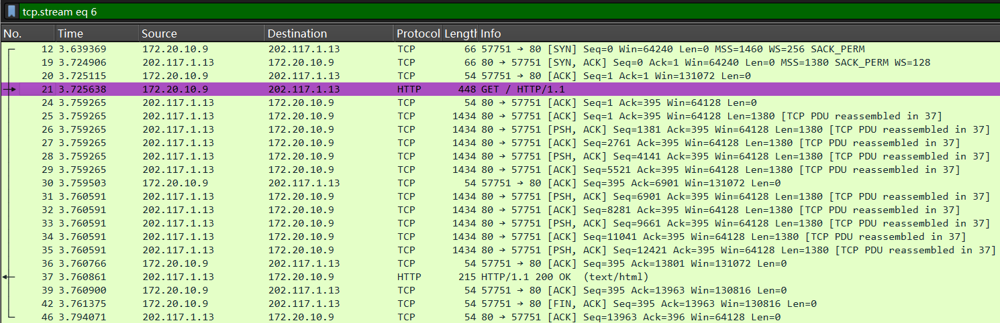 tcp.stream eq 6
No. Time Source Destination Protocol Length Info
12 3.639369 172.20.10.9 202.117.1.13 TCP 66 57751 → 80 [SYN] Seq=0 Win=64240 Len=0 MSS=1460 WS=256 SACK_PERM
19 3.724906 202.117.1.13 172.20.10.9 TCP 66 80 → 57751 [SYN, ACK] Seq=0 Ack=1 Win=64240 Len=0 MSS=1380 SACK_PERM WS=128
20 3.725115 172.20.10.9 202.117.1.13 TCP 54 57751 → 80 [ACK] Seq=1 Ack=1 Win=131072 Len=0
21 3.725638 172.20.10.9 202.117.1.13 HTTP 448 GET / HTTP/1.1
24 3.759265 202.117.1.13 172.20.10.9 TCP 54 80 → 57751 [ACK] Seq=1 Ack=395 Win=64128 Len=0
25 3.759265 202.117.1.13 172.20.10.9 TCP 1434 80 → 57751 [ACK] Seq=1 Ack=395 Win=64128 Len=1380 [TCP PDU reassembled in 37]
26 3.759265 202.117.1.13 172.20.10.9 TCP 1434 80 → 57751 [PSH, ACK] Seq=1381 Ack=395 Win=64128 Len=1380 [TCP PDU reassembled in 37]
27 3.759265 202.117.1.13 172.20.10.9 TCP 1434 80 → 57751 [ACK] Seq=2761 Ack=395 Win=64128 Len=1380 [TCP PDU reassembled in 37]
28 3.759265 202.117.1.13 172.20.10.9 TCP 1434 80 → 57751 [PSH, ACK] Seq=4141 Ack=395 Win=64128 Len=1380 [TCP PDU reassembled in 37]
29 3.759265 202.117.1.13 172.20.10.9 TCP 1434 80 → 57751 [ACK] Seq=5521 Ack=395 Win=64128 Len=1380 [TCP PDU reassembled in 37]
30 3.759503 172.20.10.9 202.117.1.13 TCP 54 57751 → 80 [ACK] Seq=395 Ack=6901 Win=131072 Len=0
31 3.760591 202.117.1.13 172.20.10.9 TCP 1434 80 → 57751 [PSH, ACK] Seq=6901 Ack=395 Win=64128 Len=1380 [TCP PDU reassembled in 37]
32 3.760591 202.117.1.13 172.20.10.9 TCP 1434 80 → 57751 [ACK] Seq=8281 Ack=395 Win=64128 Len=1380 [TCP PDU reassembled in 37]
33 3.760591 202.117.1.13 172.20.10.9 TCP 1434 80 → 57751 [PSH, ACK] Seq=9661 Ack=395 Win=64128 Len=1380 [TCP PDU reassembled in 37]
34 3.760591 202.117.1.13 172.20.10.9 TCP 1434 80 → 57751 [ACK] Seq=11041 Ack=395 Win=64128 Len=1380 [TCP PDU reassembled in 37]
35 3.760591 202.117.1.13 172.20.10.9 TCP 1434 80 → 57751 [PSH, ACK] Seq=12421 Ack=395 Win=64128 Len=1380 [TCP PDU reassembled in 37]
36 3.760766 172.20.10.9 202.117.1.13 TCP 54 57751 → 80 [ACK] Seq=395 Ack=13801 Win=131072 Len=0
37 3.760861 202.117.1.13 172.20.10.9 HTTP 215 HTTP/1.1 200 OK (text/html)
39 3.760900 172.20.10.9 202.117.1.13 TCP 54 57751 → 80 [ACK] Seq=395 Ack=13963 Win=130816 Len=0
42 3.761375 172.20.10.9 202.117.1.13 TCP 54 57751 → 80 [FIN, ACK] Seq=395 Ack=13963 Win=130816 Len=0
46 3.794071 202.117.1.13 172.20.10.9 TCP 54 80 → 57751 [ACK] Seq=13963 Ack=396 Win=64128 Len=0